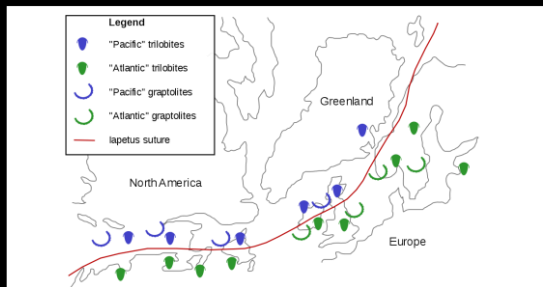 Legend
"Pacific" trilobites
"Atlantic" trilobites
"Pacific" graptolites
"Atlantic" graptolites
Iapetus suture
Greenland
North America
Europe